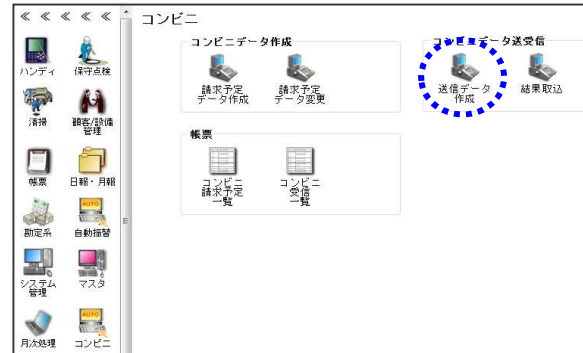 « « « « «
コンビニ
コンビニデータ作成
請求予定
データ作成
請求予定
データ変更
コンビニデータ送受信
送信データ
作成
結果取込
帳票
コンビニ
請求予定
一覧
コンビニ
受信
一覧
ハンディ
保守点検
清掃
顧客/設備
管理
帳票
日報・月報
勘定系
AUTO
自動振替
システム
管理
マスタ
月次処理
AUTO
コンビニ